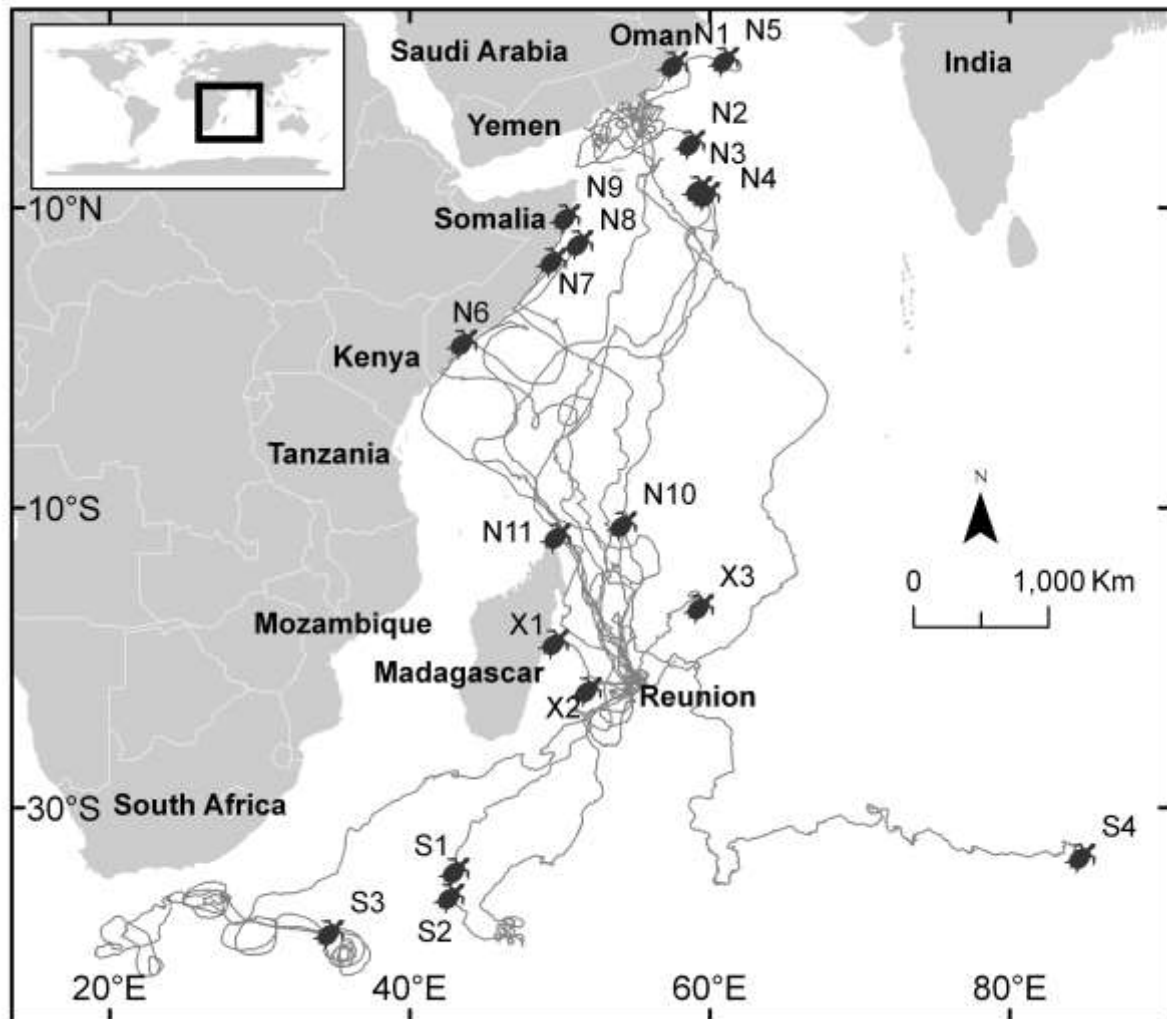 Saudi Arabia
Oman
N1
N5
India
Yemen
N2
N3
N4
N9
10°N
Somalia
N8
N7
N6
Kenya
Tanzania
10°S
N10
N11
N
0 1,000 Km
X3
Mozambique
X1
Madagascar
Reunion
X2
30°S
South Africa
S1
S4
S3
S2
20°E 40°E 60°E 80°E